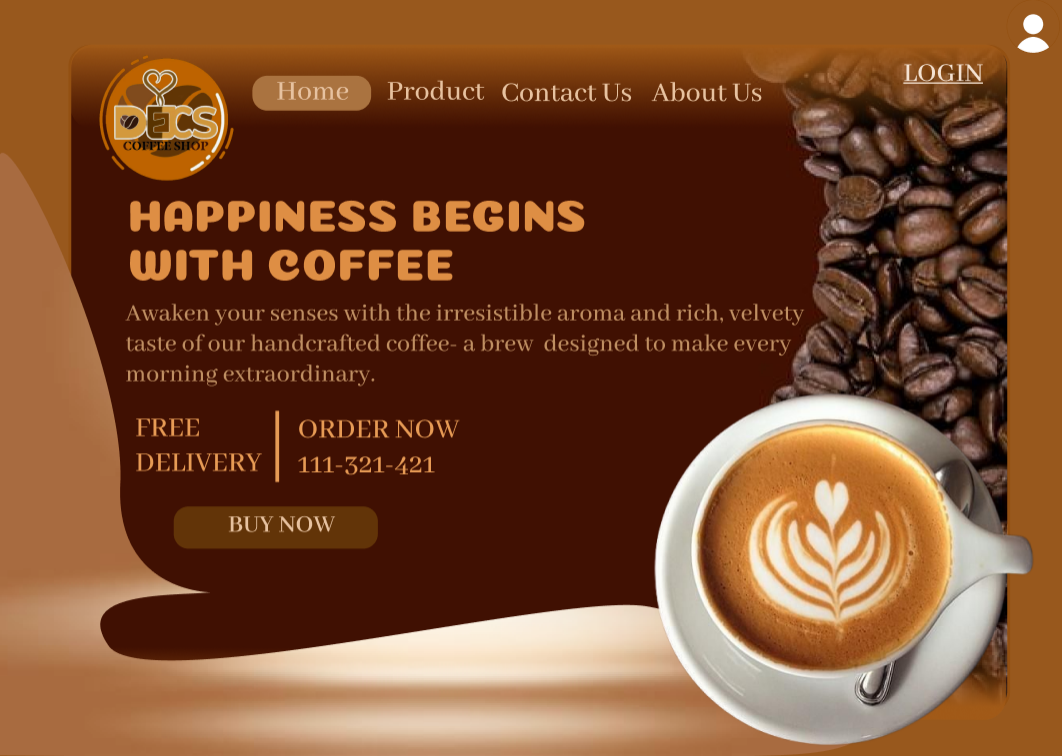 DECS
COFFEE SHOP
Home Product Contact Us About Us LOGIN
HAPPINESS BEGINS
WITH COFFEE
Awaken your senses with the irresistible aroma and rich, velvety
taste of our handcrafted coffee- a brew designed to make every
morning extraordinary.
FREE
DELIVERY
ORDER NOW
111-321-421
BUY NOW